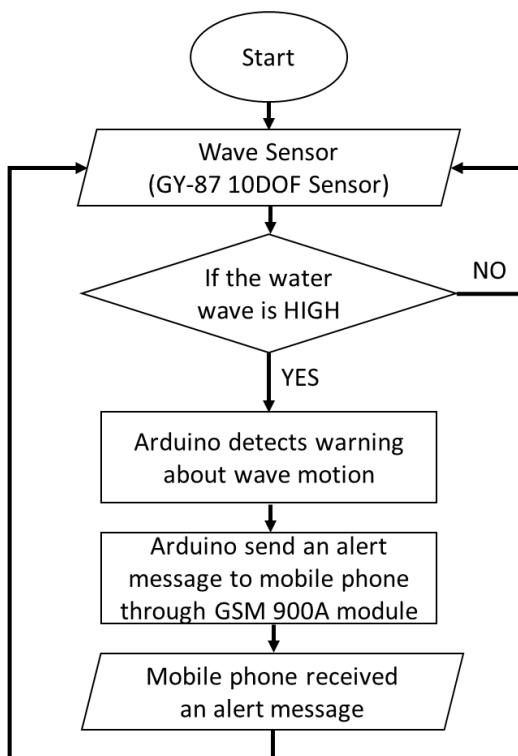 Start
Wave Sensor
(GY-87 10DOF Sensor)
If the water
wave is HIGH
NO
YES
Arduino detects warning
about wave motion
Arduino send an alert
message to mobile phone
through GSM 900A module
Mobile phone received
an alert message